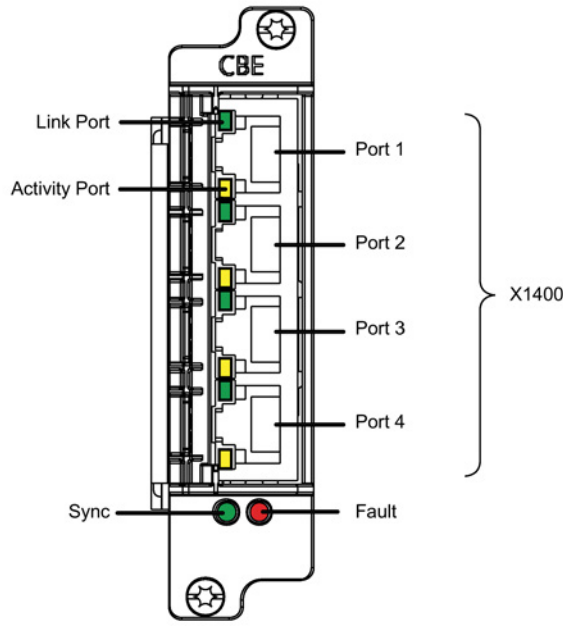 CBE
Link Port
Port 1
Activity Port
Port 2
X1400
Port 3
Port 4
Sync
Fault